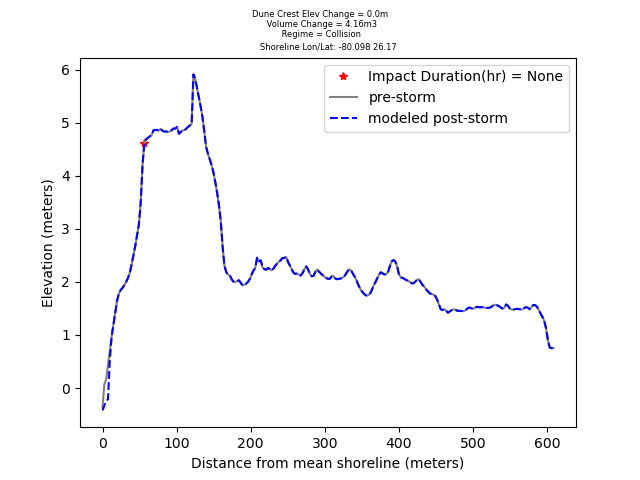 Dune Crest Elev Change = 0.0m
Volume Change = 4.16m3
Regime = Collision
Shoreline Lon/Lat: -80.098 26.17
Impact Duration(hr) = None
pre-storm
modeled post-storm
Elevation (meters)
6
5
4
3
2
1
0
0 100 200 300 400 500 600
Distance from mean shoreline (meters)